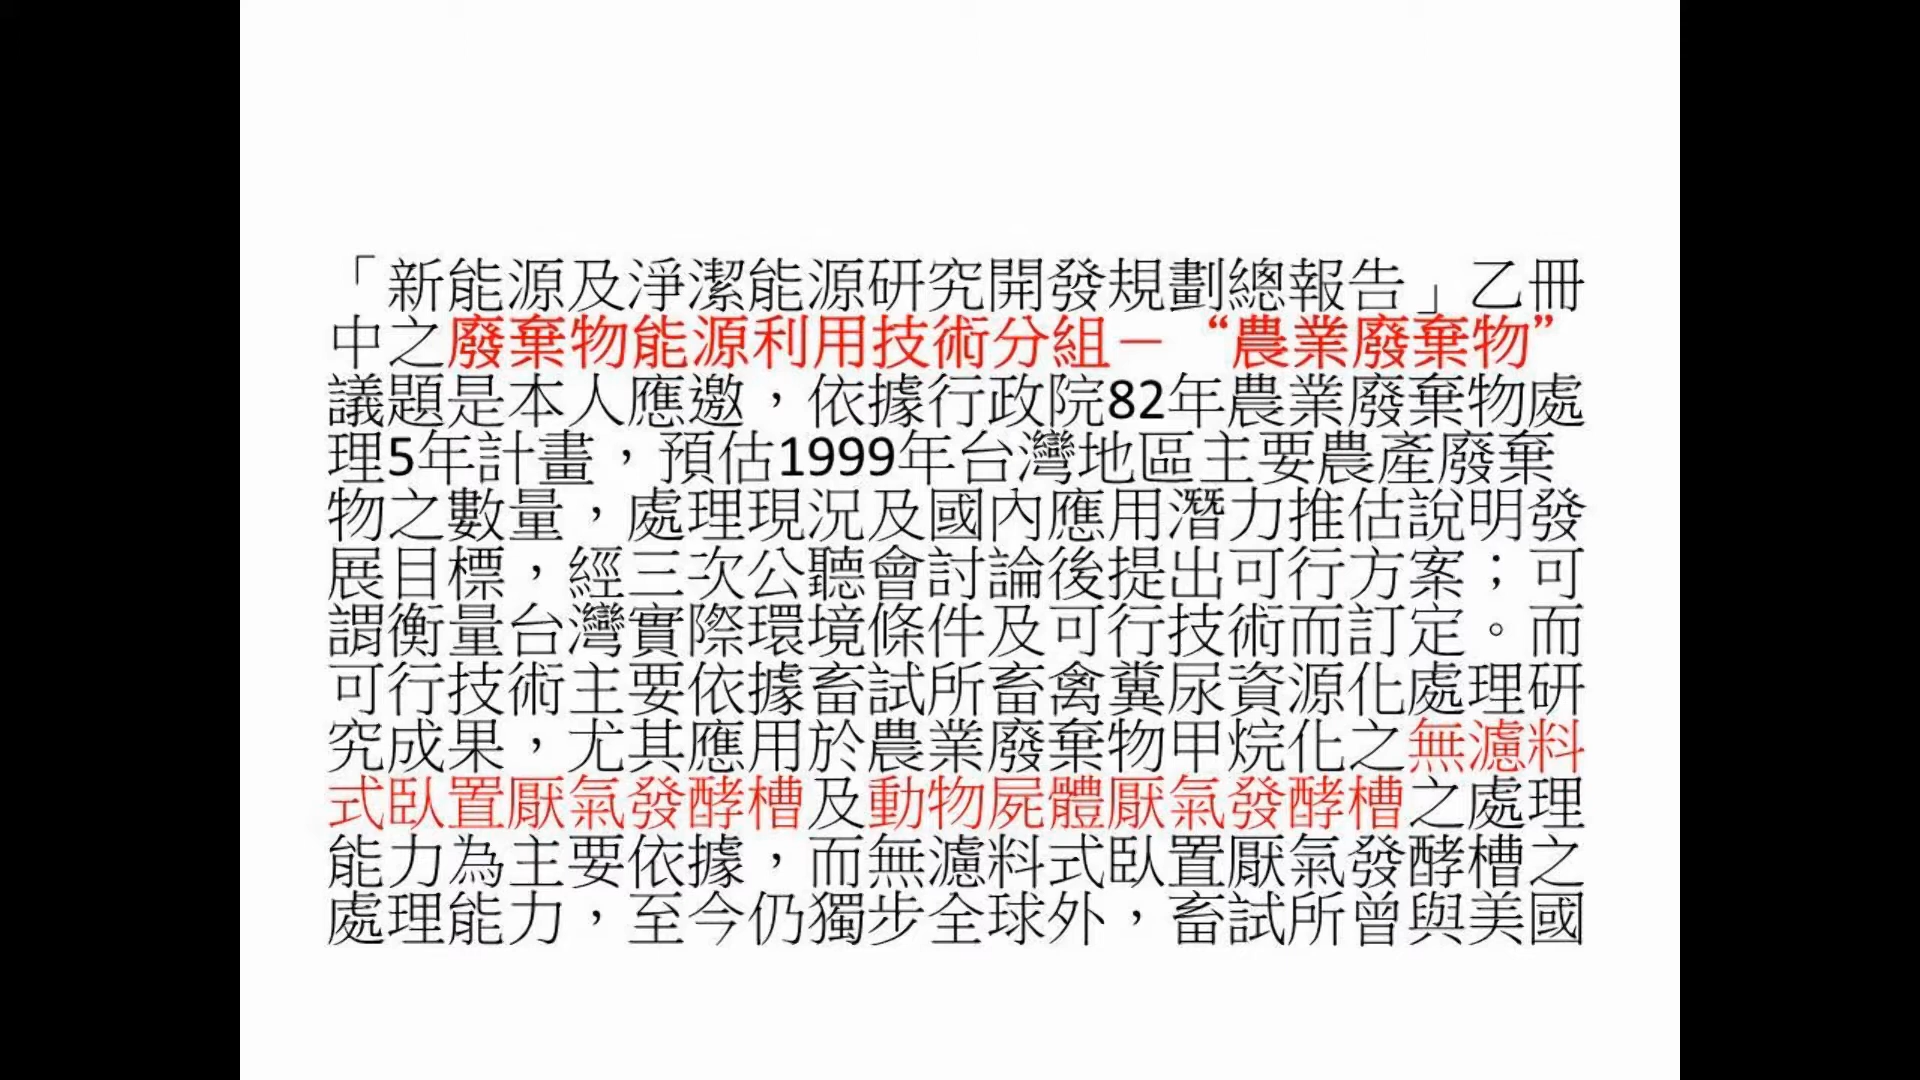 「新能源及淨潔能源研究開發規劃總報告」乙冊
中之廢棄物能源利用技術分組－“農業廢棄物”
議題是本人應邀，依據行政院82年農業廢棄物處
理5年計畫，預估1999年台灣地區主要農產廢棄
物之數量，處理現況及國內應用潛力推估說明發
展目標，經三次公聽會討論後提出可行方案；可
謂衡量台灣實際環境條件及可行技術而訂定。而
可行技術主要依據畜試所畜禽糞尿資源化處理研
究成果，尤其應用於農業廢棄物甲烷化之無濾料
式臥置厭氣發酵槽及動物屍體厭氣發酵槽之處理
能力為主要依據，而無濾料式臥置厭氣發酵槽之
處理能力，至今仍獨步全球外，畜試所曾與美國